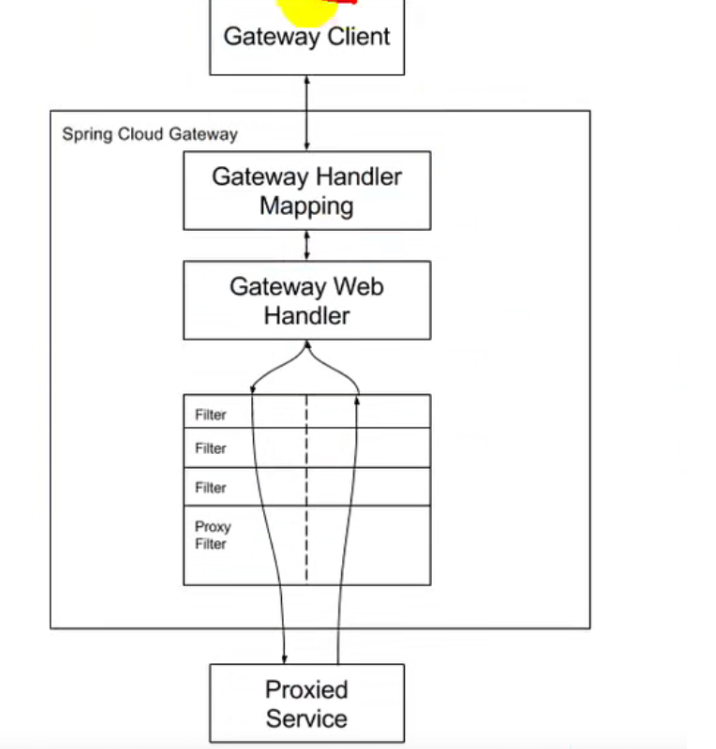 Gateway Client
Spring Cloud Gateway
Gateway Handler
Mapping
Gateway Web
Handler
Filter
Filter
Filter
Proxy
Filter
Proxied
Service